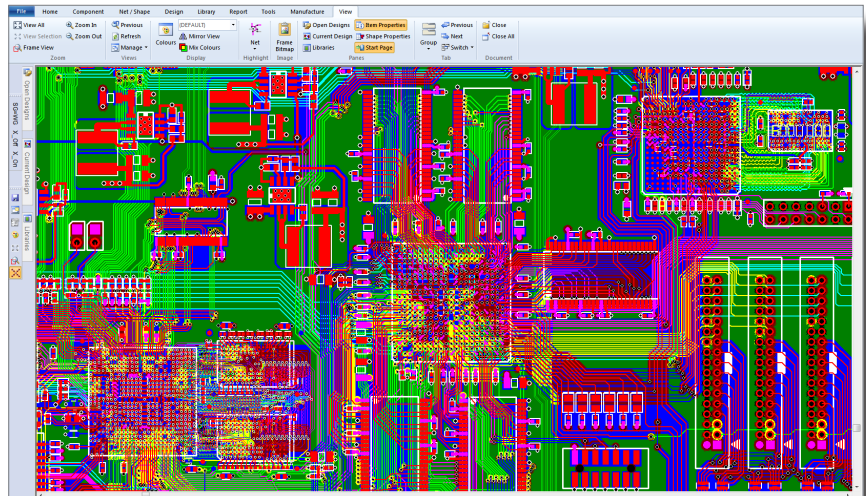 File Home Component Net / Shape Design Library Report Tools Manufacture View
View All Zoom In Previous (DEFAULT) Open Designs Item Properties Previous Close
View Selection Zoom Out Refresh Mirror View Current Design Shape Properties Next Close All
Frame View Manage Colours Mix Colours Net Frame Bitmap Libraries Start Page Group Switch
Zoom Views Display Highlight Image Panes Tab Document
Open Designs
Current Design
Libraries
X_Off X_On